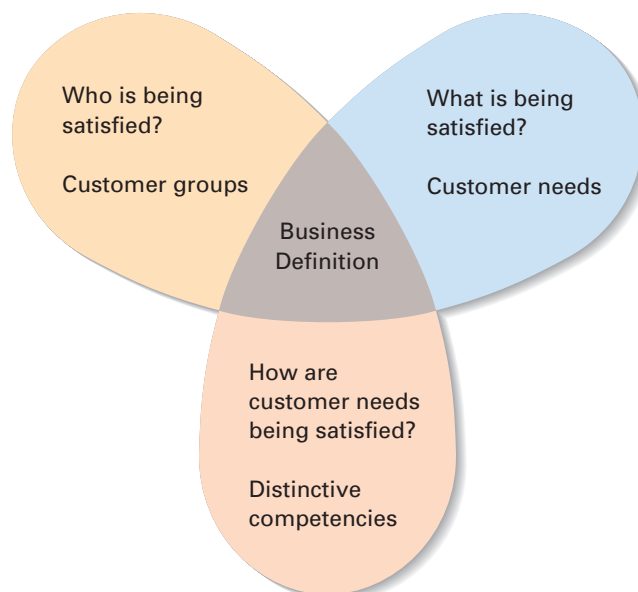 Who is being
satisfied?
Customer groups
What is being
satisfied?
Customer needs
Business
Definition
How are
customer needs
being satisfied?
Distinctive
competencies